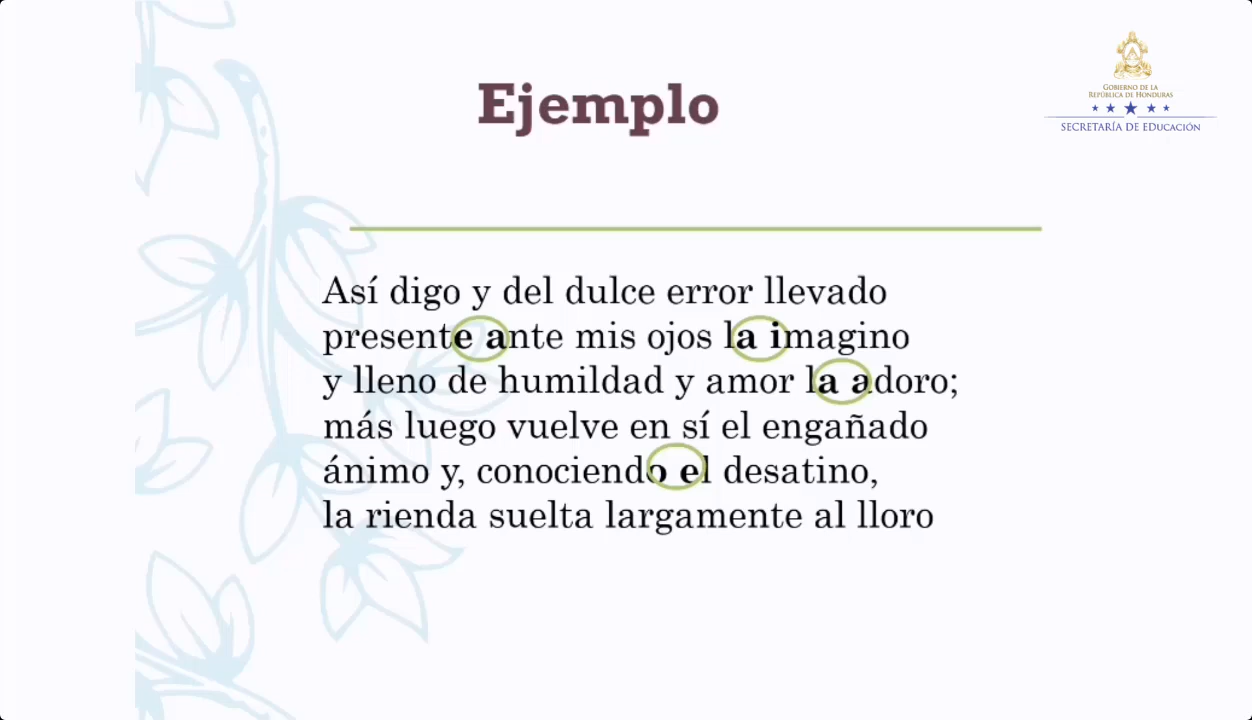 Ejemplo
GOBIERNO DE LA
REPÚBLICA DE HONDURAS
SECRETARÍA DE EDUCACIÓN
Así digo y del dulce error llevado
presente ante mis ojos la imagino
y lleno de humildad y amor la adoro;
más luego vuelve en sí el engañado
ánimo y, conociendo el desatino,
la rienda suelta largamente al lloro